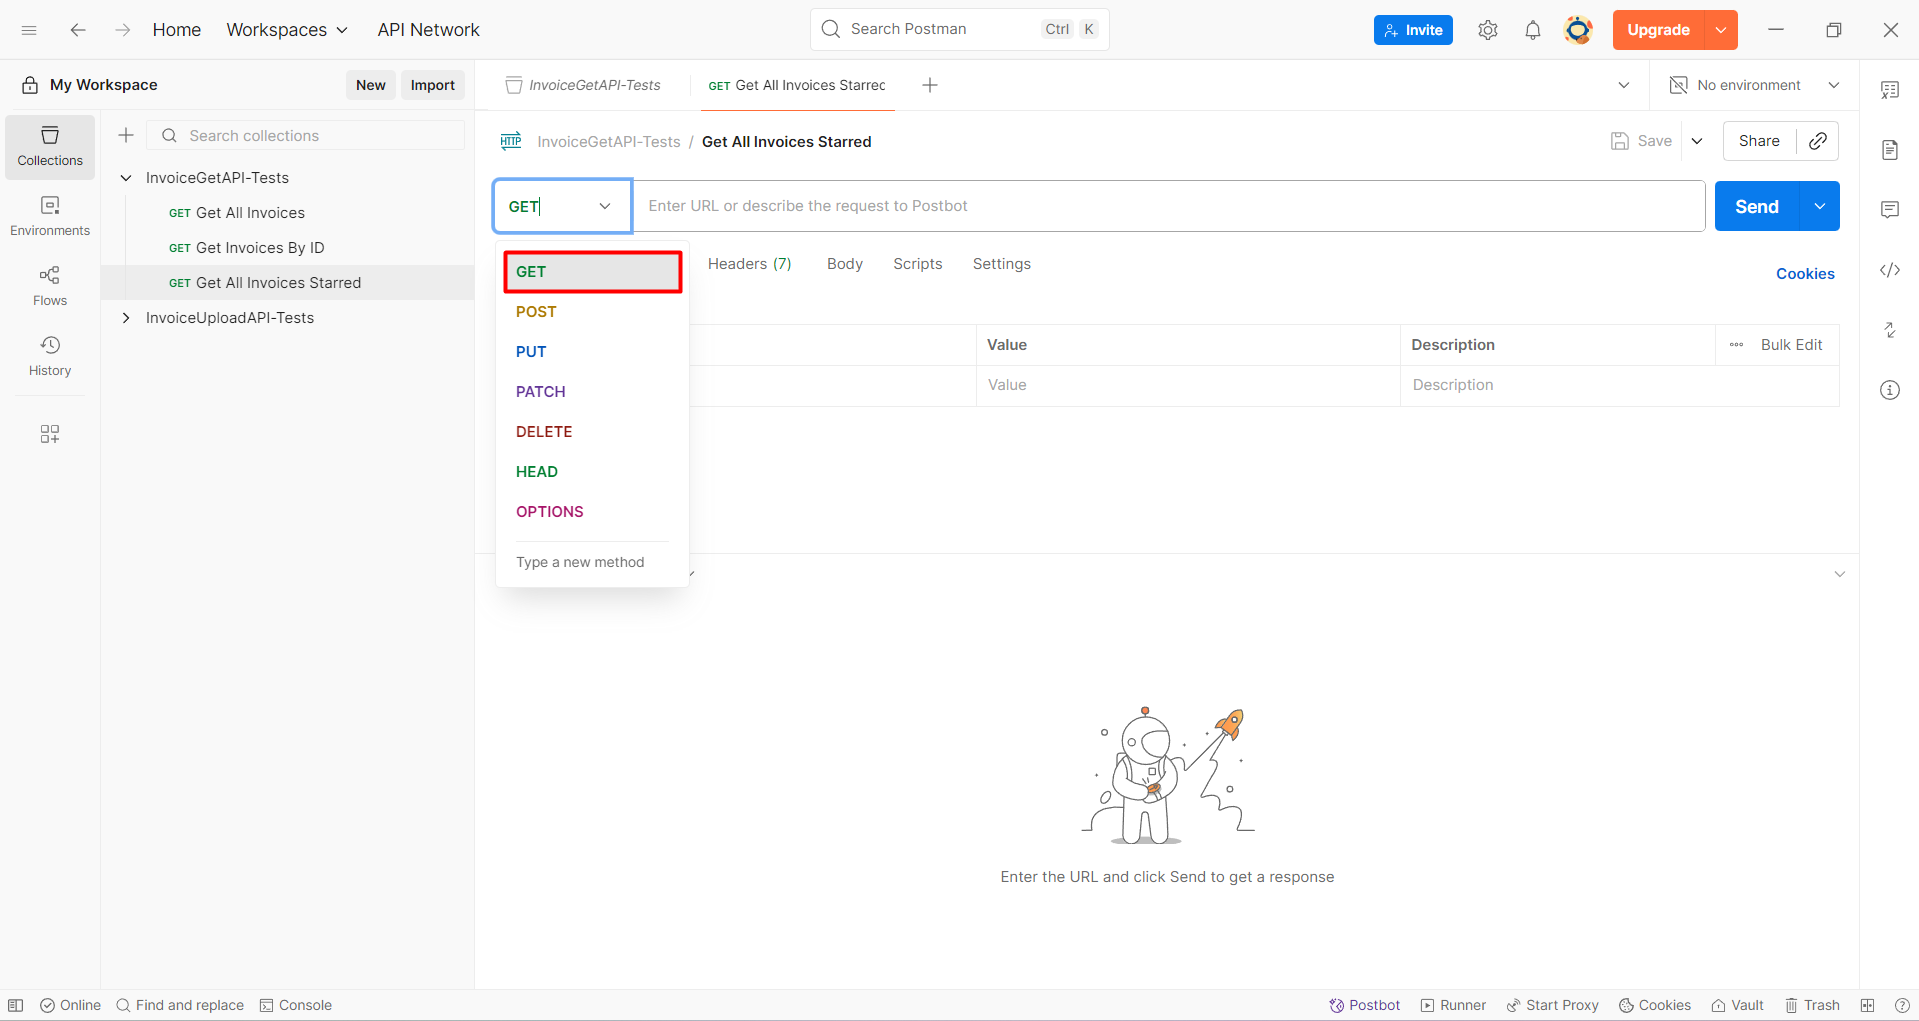 Home Workspaces API Network Search Postman Ctrl K Invite Upgrade
My Workspace New Import InvoiceGetAPI-Tests GET Get All Invoices Starred No environment
Collections
Search collections
HTTP InvoiceGetAPI-Tests / Get All Invoices Starred Save Share
InvoiceGetAPI-Tests
GET Get All Invoices
GET Get Invoices By ID
GET Get All Invoices Starred
InvoiceUploadAPI-Tests
Environments
Flows
History
GET Enter URL or describe the request to Postbot Send
Headers (7) Body Scripts Settings Cookies
GET
POST
PUT
PATCH
DELETE
HEAD
OPTIONS
Type a new method
Value Description Bulk Edit
Value Description
Enter the URL and click Send to get a response
Online Find and replace Console Postbot Runner Start Proxy Cookies Vault Trash